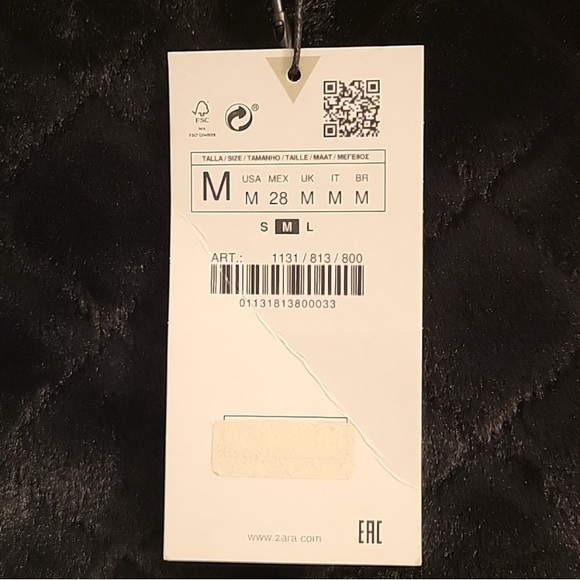 FSC
TALLA / SIZE / TAMANHO / TAILLE / MAAT / ΜΕΓΕΘΟΣ
M
USA MEX UK IT BR
M 28 M M M
S M L
ART.: 1131 / 813 / 800
01131813800033
www.zara.com
EAC